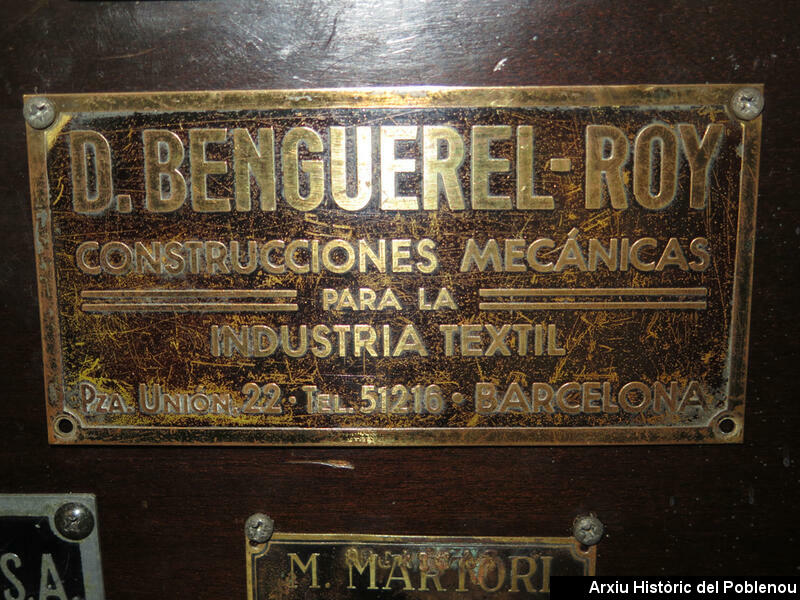 D. BENGUEREL-ROY
CONSTRUCCIONES MECÁNICAS
PARA LA
INDUSTRIA TEXTIL
PZA. UNIÓN. 22 · TEL. 51216 · BARCELONA
S.A.
M. MARTORI
Arxiu Històric del Poblenou